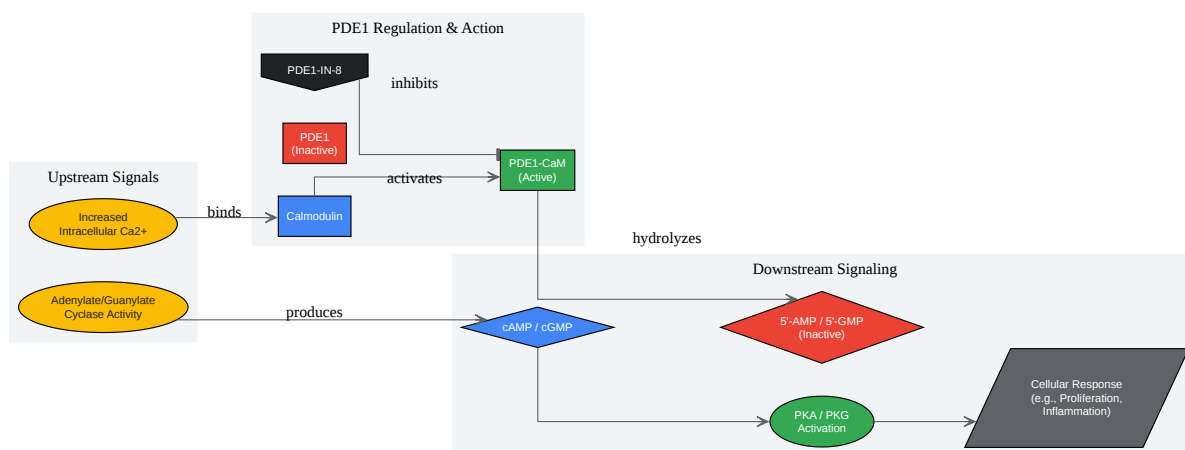 PDE1 Regulation & Action
PDE1-IN-8
inhibits
PDE1
(Inactive)
PDE1-CaM
(Active)
activates
Calmodulin
Upstream Signals
Increased
Intracellular Ca2+
binds
Adenylate/Guanylate
Cyclase Activity
produces
hydrolyzes
Downstream Signaling
cAMP / cGMP
5'-AMP / 5'-GMP
(Inactive)
PKA / PKG
Activation
Cellular Response
(e.g., Proliferation,
Inflammation)